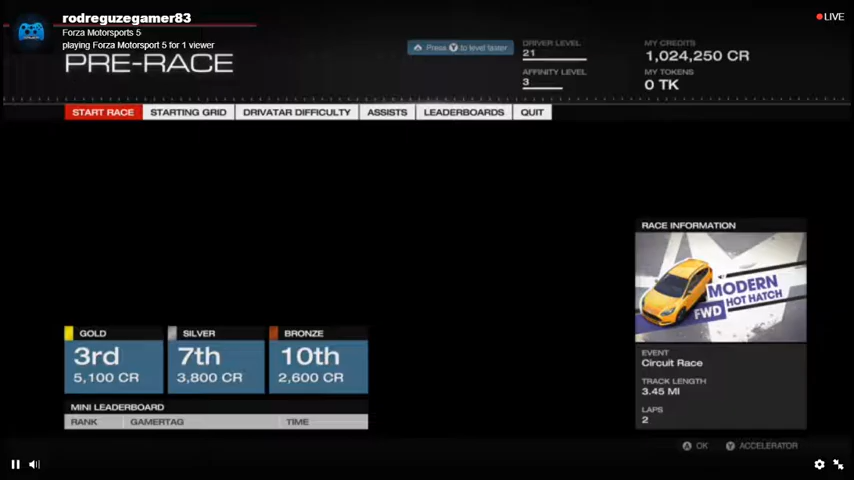 rodreguzegamer83
Forza Motorsports 5
playing Forza Motorsport 5 for 1 viewer
LIVE
PRE-RACE
Press Y to level faster
DRIVER LEVEL
21
AFFINITY LEVEL
3
MY CREDITS
1,024,250 CR
MY TOKENS
0 TK
START RACE STARTING GRID DRIVATAR DIFFICULTY ASSISTS LEADERBOARDS QUIT
RACE INFORMATION
MODERN
HOT HATCH
FWD
EVENT
Circuit Race
TRACK LENGTH
3.45 MI
LAPS
2
GOLD SILVER BRONZE
3rd 7th 10th
5,100 CR 3,800 CR 2,600 CR
MINI LEADERBOARD
RANK GAMERTAG TIME
A OK Y ACCELERATOR